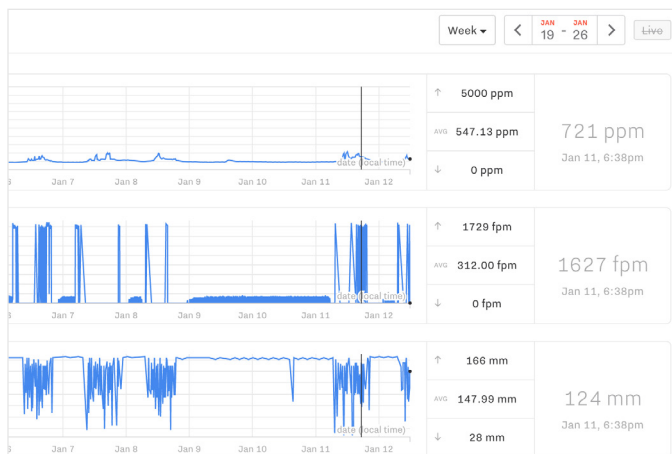 Week
JAN 19 - JAN 26
Live
↑ 5000 ppm
AVG 547.13 ppm
↓ 0 ppm
721 ppm
Jan 11, 6:38pm
date (local time)
6 Jan 7 Jan 8 Jan 9 Jan 10 Jan 11 Jan 12
↑ 1729 fpm
AVG 312.00 fpm
↓ 0 fpm
1627 fpm
Jan 11, 6:38pm
date (local time)
6 Jan 7 Jan 8 Jan 9 Jan 10 Jan 11 Jan 12
↑ 166 mm
AVG 147.99 mm
↓ 28 mm
124 mm
Jan 11, 6:38pm
date (local time)
6 Jan 7 Jan 8 Jan 9 Jan 10 Jan 11 Jan 12